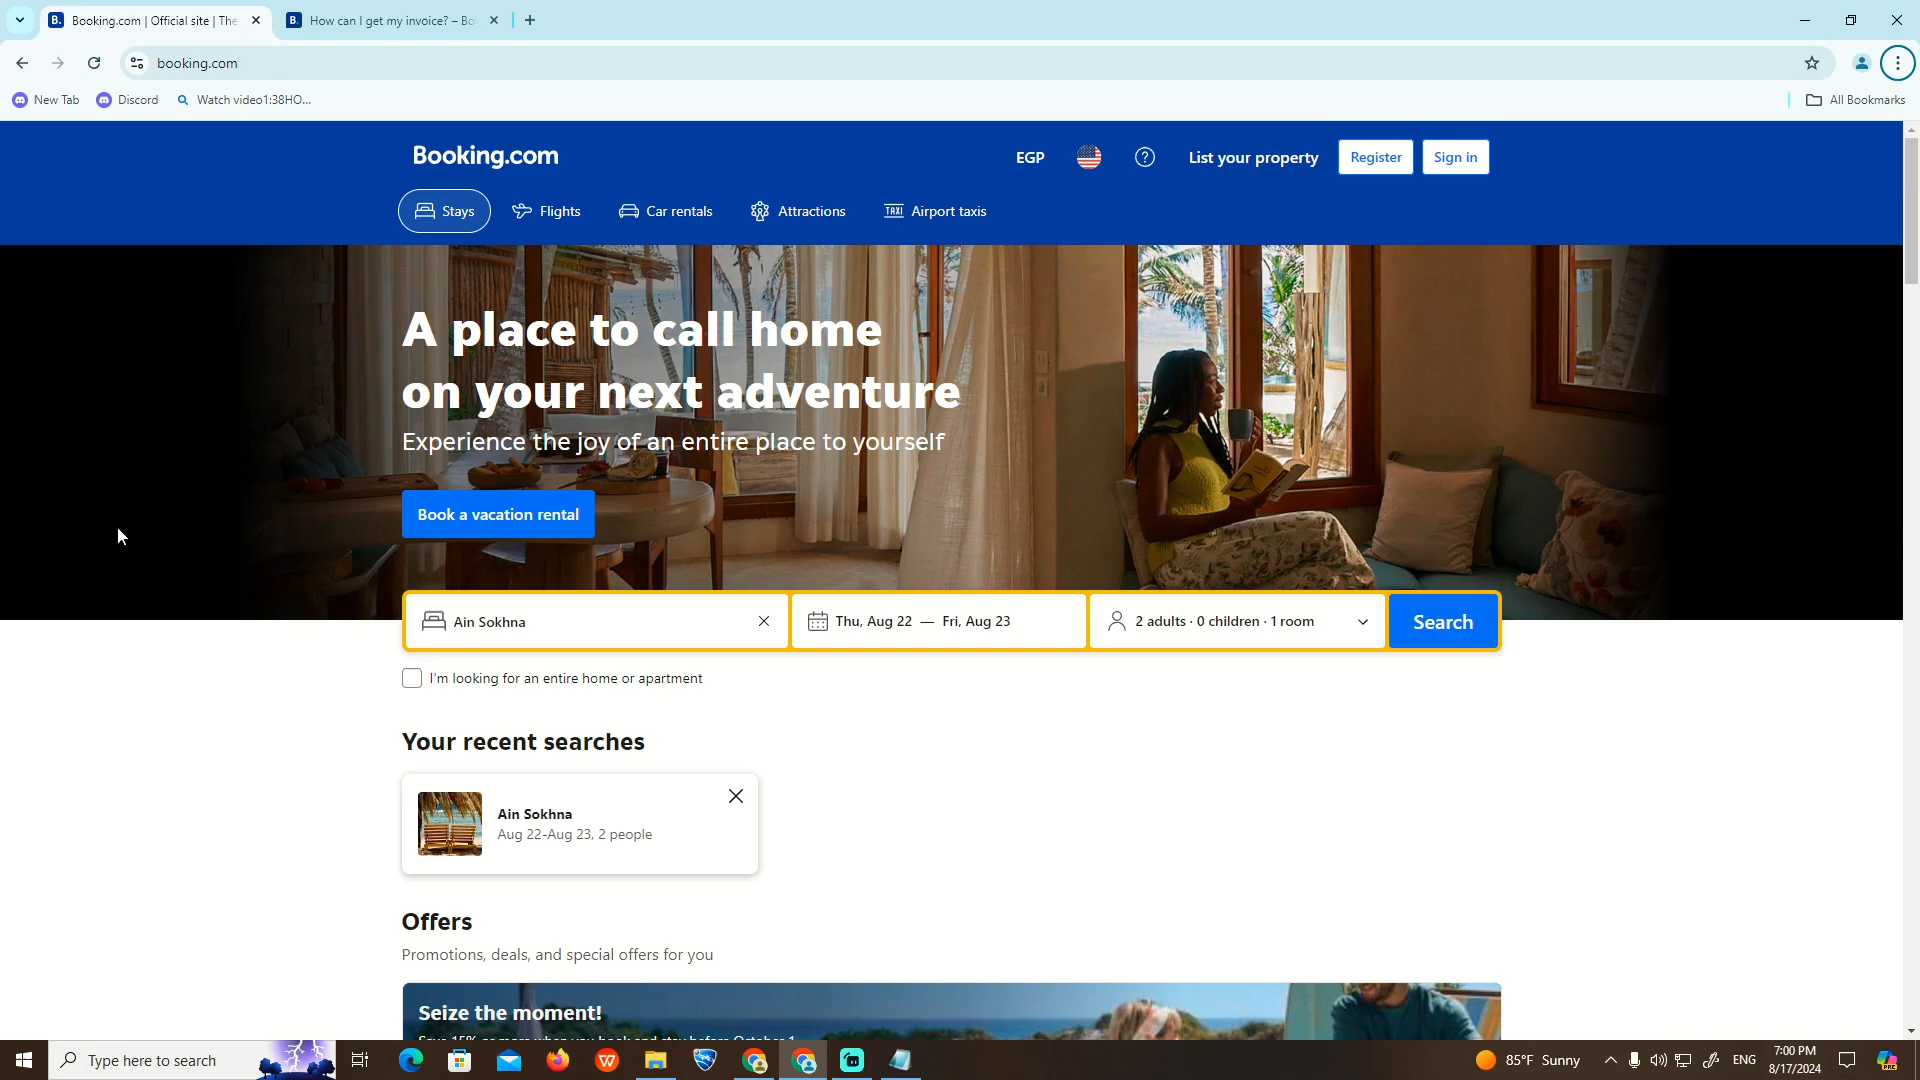 Booking.com | Official site | The
How can I get my invoice? – Bo
booking.com
New Tab
Discord
Watch video1:38HO...
All Bookmarks
Booking.com
EGP
List your property
Register
Sign in
Stays
Flights
Car rentals
Attractions
TAXI
Airport taxis
A place to call home
on your next adventure
Experience the joy of an entire place to yourself
Book a vacation rental
Ain Sokhna
Thu, Aug 22 — Fri, Aug 23
2 adults · 0 children · 1 room
Search
I'm looking for an entire home or apartment
Your recent searches
Ain Sokhna
Aug 22-Aug 23, 2 people
Offers
Promotions, deals, and special offers for you
Seize the moment!
Type here to search
85°F Sunny
ENG
7:00 PM
8/17/2024